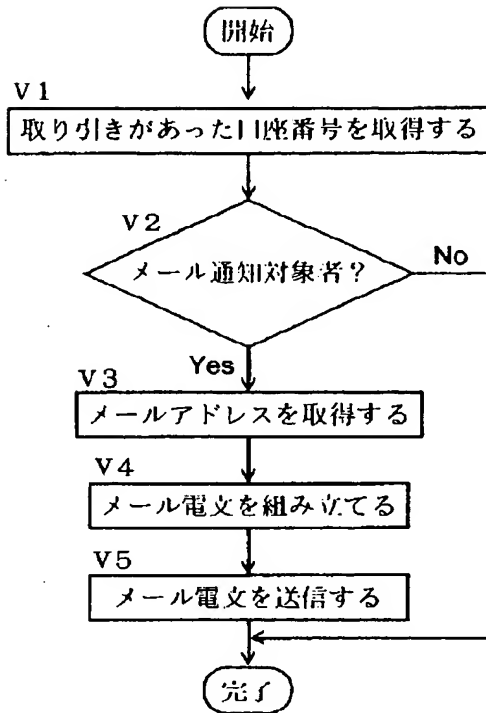 開始
V1
取り引きがあった口座番号を取得する
V2
メール通知対象者？
No
Yes
V3
メールアドレスを取得する
V4
メール電文を組み立てる
V5
メール電文を送信する
完了